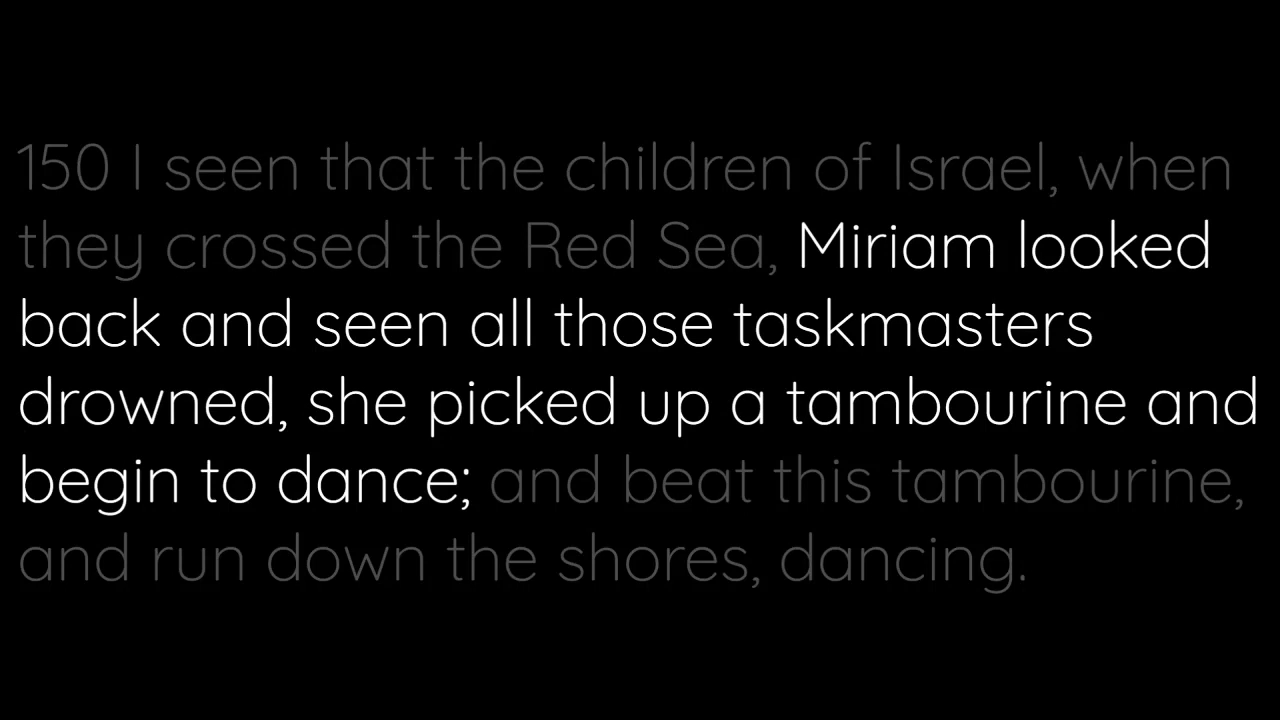 150 I seen that the children of Israel, when
they crossed the Red Sea, Miriam looked
back and seen all those taskmasters
drowned, she picked up a tambourine and
begin to dance; and beat this tambourine,
and run down the shores, dancing.